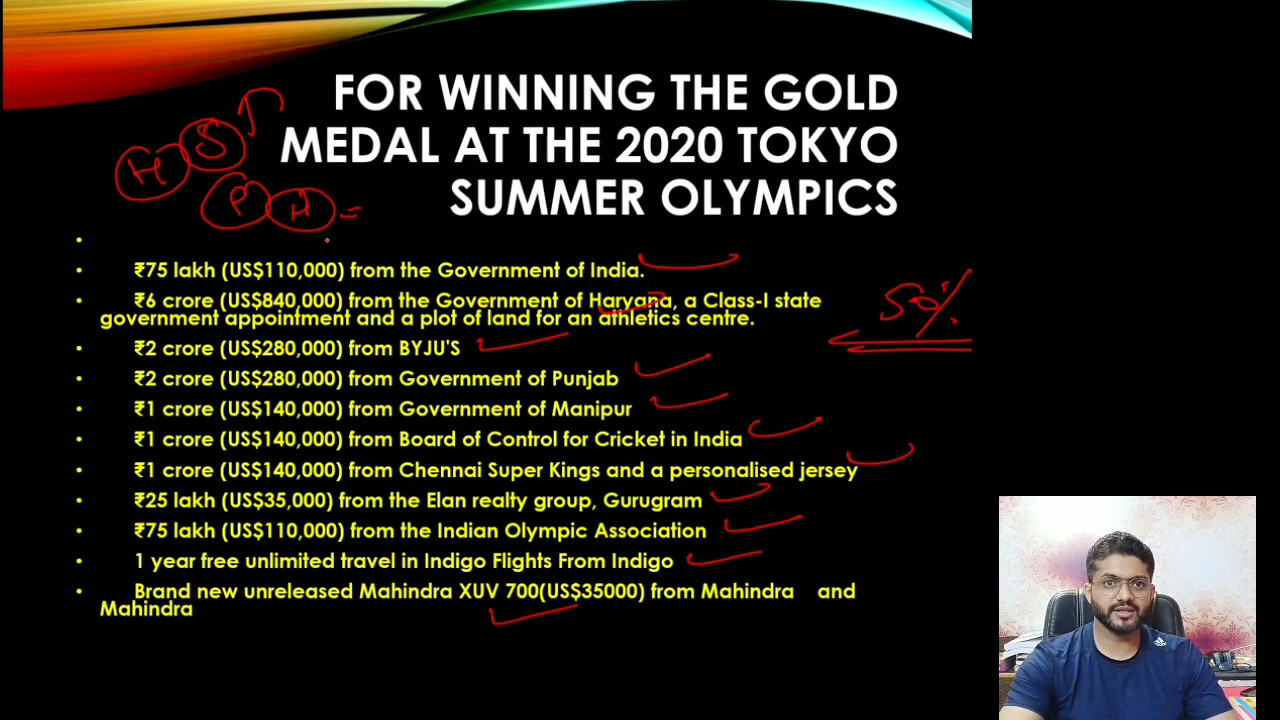 FOR WINNING THE GOLD
MEDAL AT THE 2020 TOKYO
SUMMER OLYMPICS
H S
P H =
• 
• ₹75 lakh (US$110,000) from the Government of India.
• ₹6 crore (US$840,000) from the Government of Haryana, a Class-I state
government appointment and a plot of land for an athletics centre.
50%
• ₹2 crore (US$280,000) from BYJU'S
• ₹2 crore (US$280,000) from Government of Punjab
• ₹1 crore (US$140,000) from Government of Manipur
• ₹1 crore (US$140,000) from Board of Control for Cricket in India
• ₹1 crore (US$140,000) from Chennai Super Kings and a personalised jersey
• ₹25 lakh (US$35,000) from the Elan realty group, Gurugram
• ₹75 lakh (US$110,000) from the Indian Olympic Association
• 1 year free unlimited travel in Indigo Flights From Indigo
• Brand new unreleased Mahindra XUV 700(US$35000) from Mahindra and
Mahindra